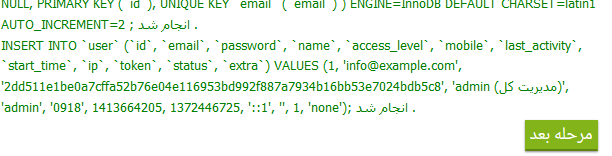 NULL, PRIMARY KEY (`id`), UNIQUE KEY `email` (`email`) ) ENGINE=InnoDB DEFAULT CHARSET=latin1
AUTO_INCREMENT=2 ; انجام شد .
INSERT INTO `user` (`id`, `email`, `password`, `name`, `access_level`, `mobile`, `last_activity`,
`start_time`, `ip`, `token`, `status`, `extra`) VALUES (1, 'info@example.com',
'2dd511e1be0a7cffa52b76e04e116953bd992f887a7934b16bb53e7024bdb5c8', 'admin (مدیریت کل)',
'admin', '0918', 1413664205, 1372446725, '::1', '', 1, 'none'); انجام شد .
مرحله بعد